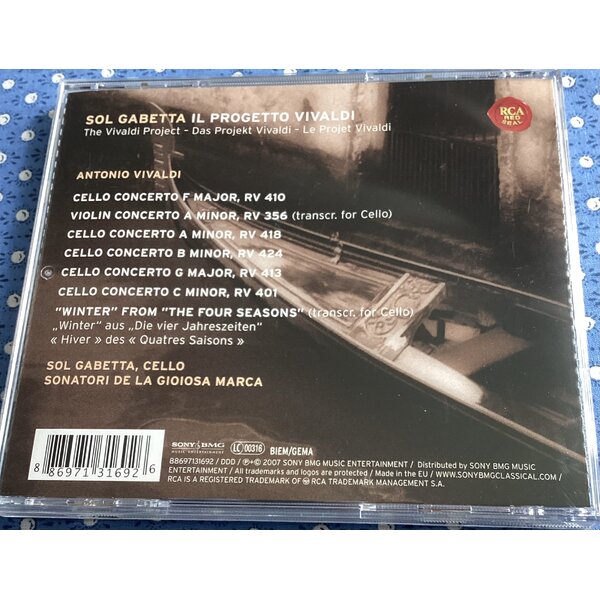 SOL GABETTA IL PROGETTO VIVALDI
The Vivaldi Project - Das Projekt Vivaldi - Le Projet Vivaldi
RCA
RED
SEAL
ANTONIO VIVALDI
CELLO CONCERTO F MAJOR, RV 410
VIOLIN CONCERTO A MINOR, RV 356 (transcr. for Cello)
CELLO CONCERTO A MINOR, RV 418
CELLO CONCERTO B MINOR, RV 424
CELLO CONCERTO G MAJOR, RV 413
CELLO CONCERTO C MINOR, RV 401
"WINTER" FROM "THE FOUR SEASONS" (transcr. for Cello)
„Winter" aus „Die vier Jahreszeiten"
« Hiver » des « Quatres Saisons »
SOL GABETTA, CELLO
SONATORI DE LA GIOIOSA MARCA
8 86971 31692 6
SONY BMG
MUSIC ENTERTAINMENT
LC 00316
BIEM/GEMA
88697131692 / DDD / ℗+© 2007 SONY BMG MUSIC ENTERTAINMENT / Distributed by SONY BMG MUSIC
ENTERTAINMENT / All trademarks and logos are protected / Made in the EU / WWW.SONYBMGCLASSICAL.COM /
RCA IS A REGISTERED TRADEMARK OF RCA TRADEMARK MANAGEMENT S.A.